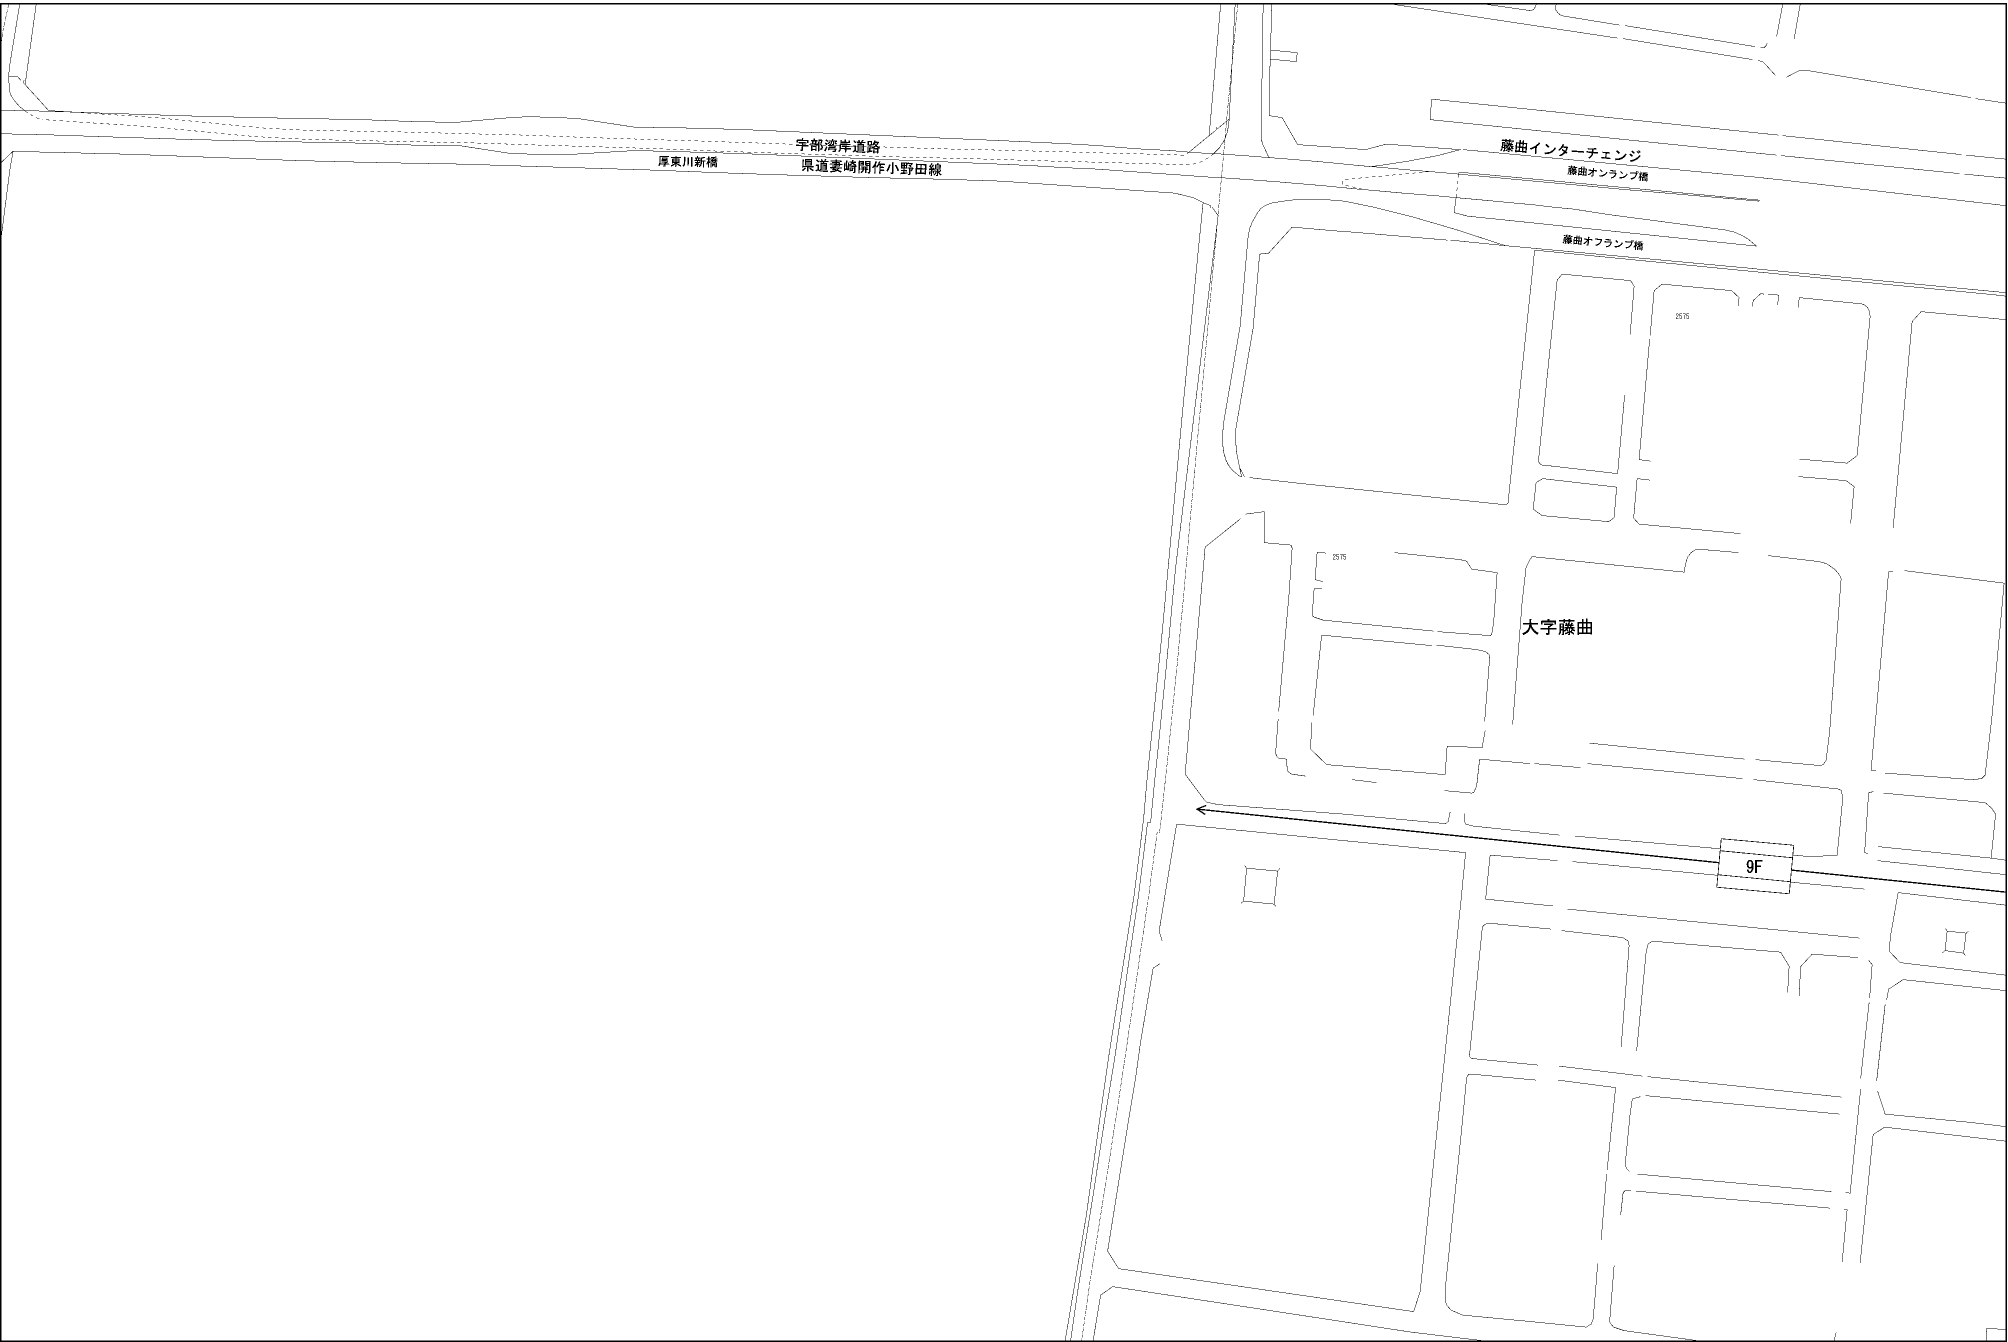 宇部湾岸道路
厚東川新橋
県道妻崎開作小野田線
藤曲インターチェンジ
藤曲オンランプ橋
藤曲オフランプ橋
2575
2575
大字藤曲
9F